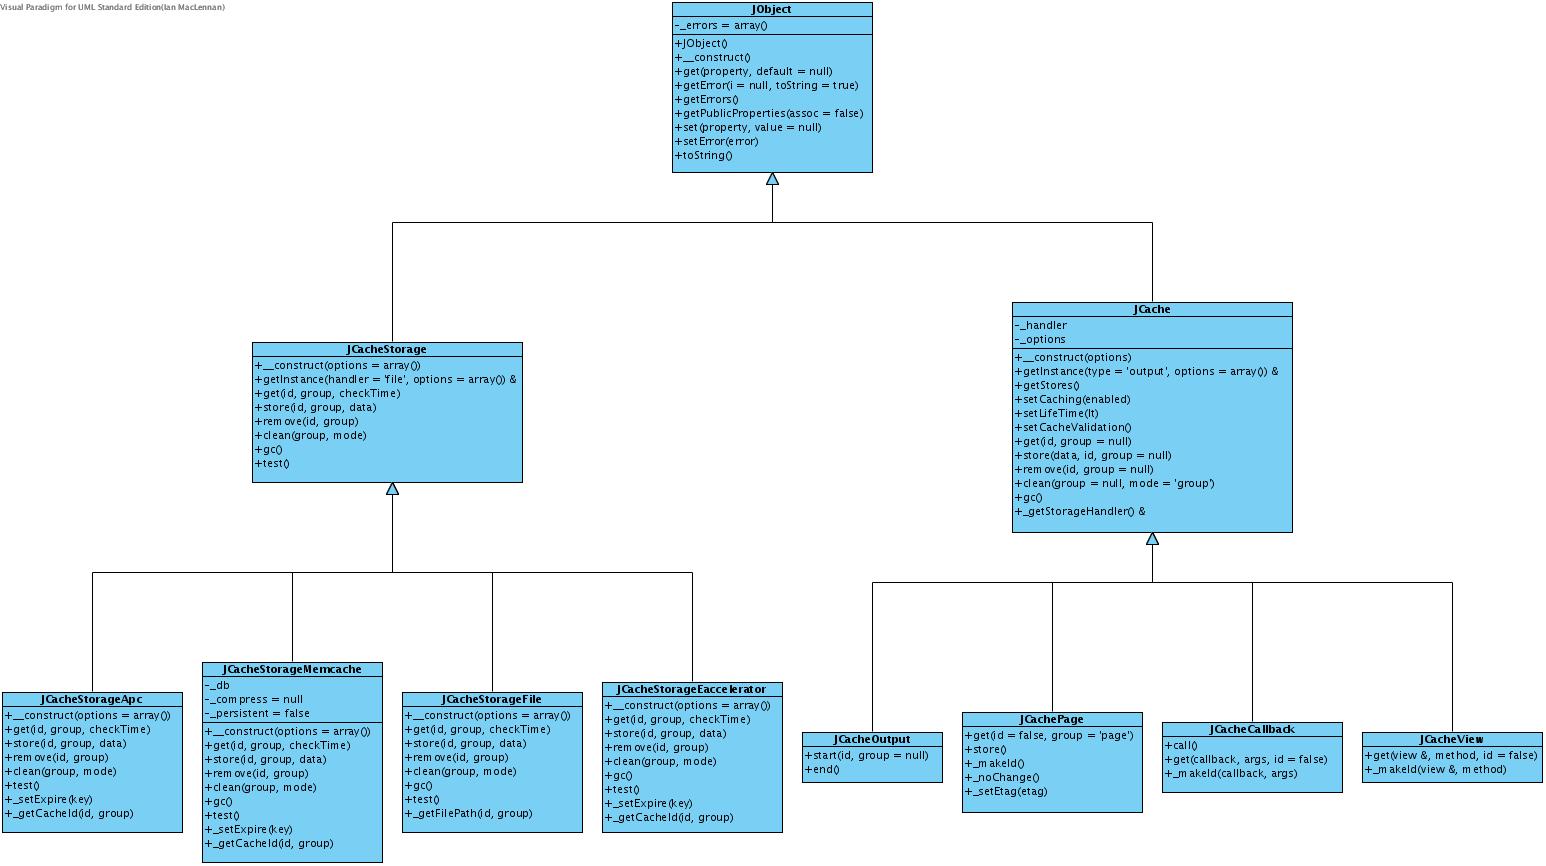 Visual Paradigm for UML Standard Edition(Ian MacLennan)
JObject
-_errors = array()
+JObject()
+__construct()
+get(property, default = null)
+getError(i = null, toString = true)
+getErrors()
+getPublicProperties(assoc = false)
+set(property, value = null)
+setError(error)
+toString()
JCacheStorage
+__construct(options = array())
+getInstance(handler = 'file', options = array()) &
+get(id, group, checkTime)
+store(id, group, data)
+remove(id, group)
+clean(group, mode)
+gc()
+test()
JCache
-_handler
-_options
+__construct(options)
+getInstance(type = 'output', options = array()) &
+getStores()
+setCaching(enabled)
+setLifeTime(lt)
+setCacheValidation()
+get(id, group = null)
+store(data, id, group = null)
+remove(id, group = null)
+clean(group = null, mode = 'group')
+gc()
+_getStorageHandler() &
JCacheStorageApc
+__construct(options = array())
+get(id, group, checkTime)
+store(id, group, data)
+remove(id, group)
+clean(group, mode)
+test()
+_setExpire(key)
+_getCacheId(id, group)
JCacheStorageMemcache
-_db
-_compress = null
-_persistent = false
+__construct(options = array())
+get(id, group, checkTime)
+store(id, group, data)
+remove(id, group)
+clean(group, mode)
+gc()
+test()
+_setExpire(key)
+_getCacheId(id, group)
JCacheStorageFile
+__construct(options = array())
+get(id, group, checkTime)
+store(id, group, data)
+remove(id, group)
+clean(group, mode)
+gc()
+test()
+_getFilePath(id, group)
JCacheStorageEaccelerator
+__construct(options = array())
+get(id, group, checkTime)
+store(id, group, data)
+remove(id, group)
+clean(group, mode)
+gc()
+test()
+_setExpire(key)
+_getCacheId(id, group)
JCacheOutput
+start(id, group = null)
+end()
JCachePage
+get(id = false, group = 'page')
+store()
+_makeId()
+_noChange()
+_setEtag(etag)
JCacheCallback
+call()
+get(callback, args, id = false)
+_makeId(callback, args)
JCacheView
+get(view &, method, id = false)
+_makeId(view &, method)